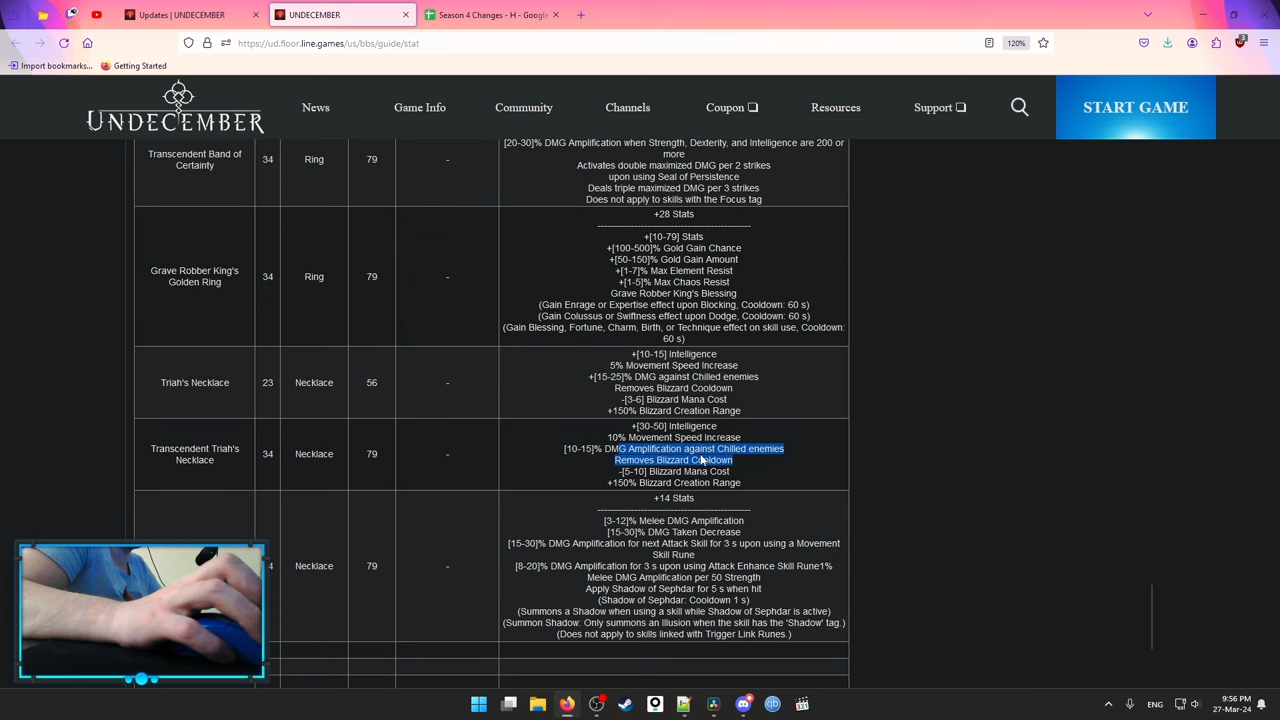 Updates | UNDECEMBER
UNDECEMBER
Season 4 Changes - H - Google
https://ud.floor.line.games/us/bbs/guide/stat
120%
3
Import bookmarks...
Getting Started
UNDECEMBER
News
Game Info
Community
Channels
Coupon
Resources
Support
START GAME
Transcendent Band of
Certainty
34
Ring
79
-
[20-30]% DMG Amplification when Strength, Dexterity, and Intelligence are 200 or
more
Activates double maximized DMG per 2 strikes
upon using Seal of Persistence
Deals triple maximized DMG per 3 strikes
Does not apply to skills with the Focus tag
Grave Robber King's
Golden Ring
34
Ring
79
-
+28 Stats
----------------------------------------------------
+[10-79] Stats
+[100-500]% Gold Gain Chance
+[50-150]% Gold Gain Amount
+[1-7]% Max Element Resist
+[1-5]% Max Chaos Resist
Grave Robber King's Blessing
(Gain Enrage or Expertise effect upon Blocking, Cooldown: 60 s)
(Gain Colussus or Swiftness effect upon Dodge, Cooldown: 60 s)
(Gain Blessing, Fortune, Charm, Birth, or Technique effect on skill use, Cooldown:
60 s)
Triah's Necklace
23
Necklace
56
-
+[10-15] Intelligence
5% Movement Speed Increase
+[15-25]% DMG against Chilled enemies
Removes Blizzard Cooldown
-[3-6] Blizzard Mana Cost
+150% Blizzard Creation Range
Transcendent Triah's
Necklace
34
Necklace
79
-
+[30-50] Intelligence
10% Movement Speed Increase
[10-15]% DMG Amplification against Chilled enemies
Removes Blizzard Cooldown
-[5-10] Blizzard Mana Cost
+150% Blizzard Creation Range
4
Necklace
79
-
+14 Stats
----------------------------------------------------
[3-12]% Melee DMG Amplification
[15-30]% DMG Taken Decrease
[15-30]% DMG Amplification for next Attack Skill for 3 s upon using a Movement
Skill Rune
[8-20]% DMG Amplification for 3 s upon using Attack Enhance Skill Rune1%
Melee DMG Amplification per 50 Strength
Apply Shadow of Sephdar for 5 s when hit
(Shadow of Sephdar: Cooldown 1 s)
(Summons a Shadow when using a skill while Shadow of Sephdar is active)
(Summon Shadow: Only summons an Illusion when the skill has the 'Shadow' tag.)
(Does not apply to skills linked with Trigger Link Runes.)
ENG
9:56 PM
27-Mar-24